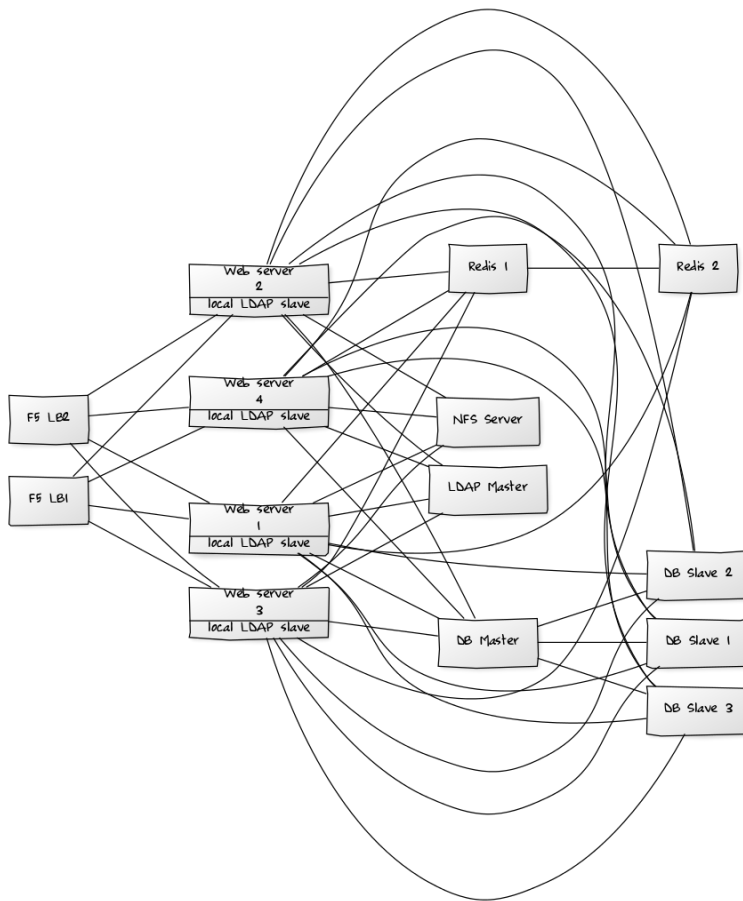 Web server
2
local LDAP slave
Redis 1
Redis 2
Web server
4
local LDAP slave
F5 LB2
NFS Server
F5 LB1
LDAP Master
Web server
1
local LDAP slave
DB Slave 2
Web server
3
local LDAP slave
DB Master
DB Slave 1
DB Slave 3